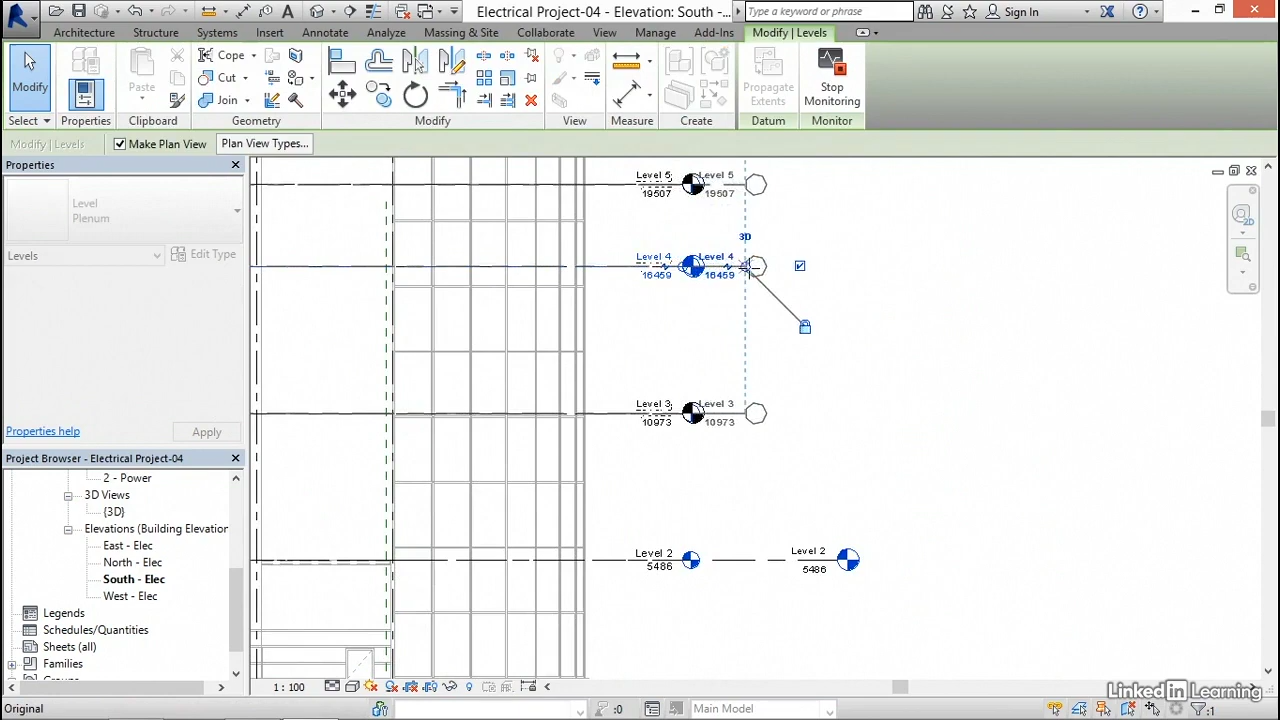 Electrical Project-04 - Elevation: South -...
Type a keyword or phrase
Sign In
Architecture
Structure
Systems
Insert
Annotate
Analyze
Massing & Site
Collaborate
View
Manage
Add-Ins
Modify | Levels
Modify
Paste
Cope
Cut
Join
Propagate
Extents
Stop
Monitoring
Select
Properties
Clipboard
Geometry
Modify
View
Measure
Create
Datum
Monitor
Modify | Levels
Make Plan View
Plan View Types...
Properties
Level
Plenum
Levels
Edit Type
Properties help
Apply
Project Browser - Electrical Project-04
2 - Power
3D Views
{3D}
Elevations (Building Elevation
East - Elec
North - Elec
South - Elec
West - Elec
Legends
Schedules/Quantities
Sheets (all)
Families
Level 5
Level 5
19507
19507
3D
Level 4
Level 4
16459
16459
Level 3
Level 3
10973
10973
Level 2
Level 2
5486
5486
2D
1 : 100
Linked in Learning
Original
:0
Main Model
:1